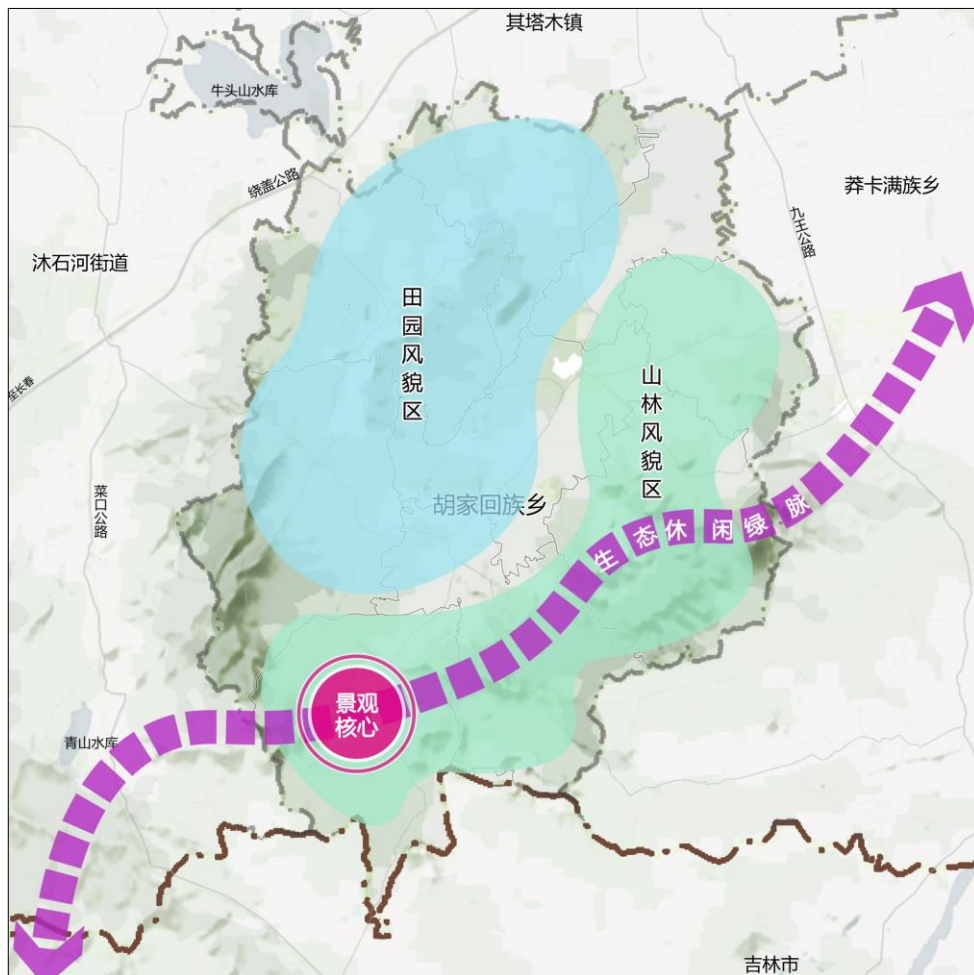 其塔木镇
牛头山水库
绕盖公路
莽卡满族乡
九王公路
沐石河街道
田园风貌区
山林风貌区
至长春
菜口公路
胡家回族乡
生态休闲绿脉
景观
核心
青山水库
吉林市